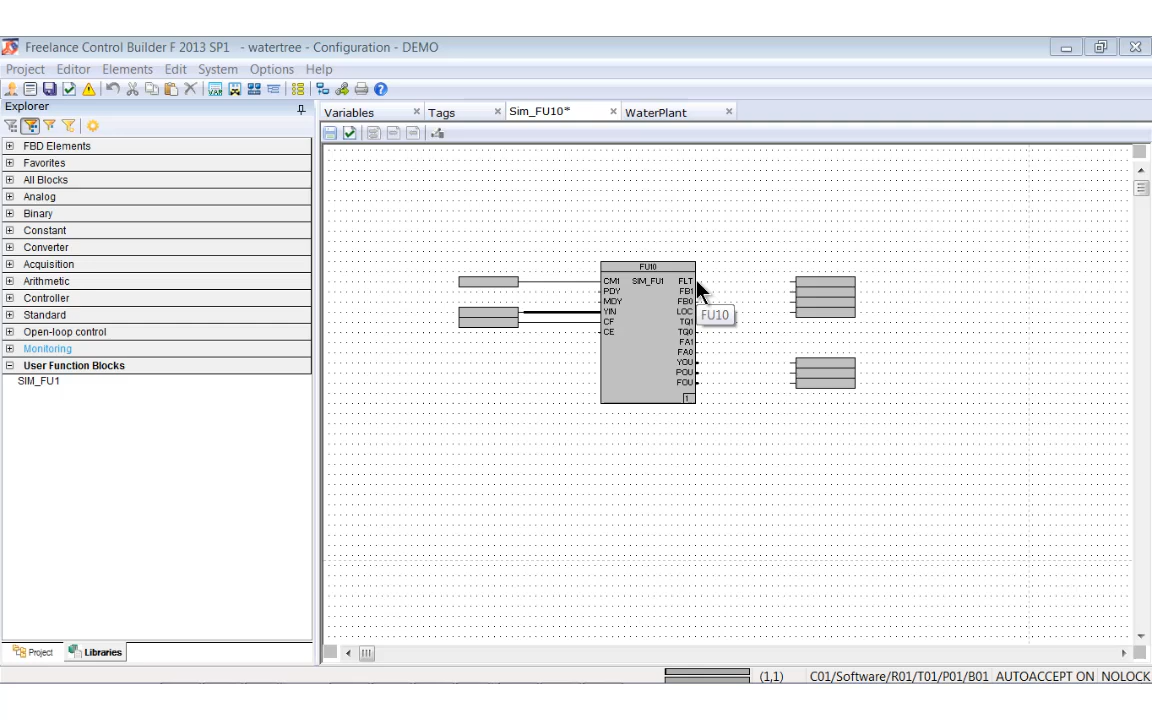 Freelance Control Builder F 2013 SP1 - watertree - Configuration - DEMO
Project Editor Elements Edit System Options Help
Explorer
Variables Tags Sim_FU10* WaterPlant
FBD Elements
Favorites
All Blocks
Analog
Binary
Constant
Converter
Acquisition
Arithmetic
Controller
Standard
Open-loop control
Monitoring
User Function Blocks
SIM_FU1
FU10
CM1 SIM_FU1 FLT
PDY FB1
MDY FB0
YIN LOC
CF TQ1
CE TQ0
FA1
FA0
YOU
POU
FOU
1
FU10
Project Libraries
(1,1) C01/Software/R01/T01/P01/B01 AUTOACCEPT ON NOLOCK